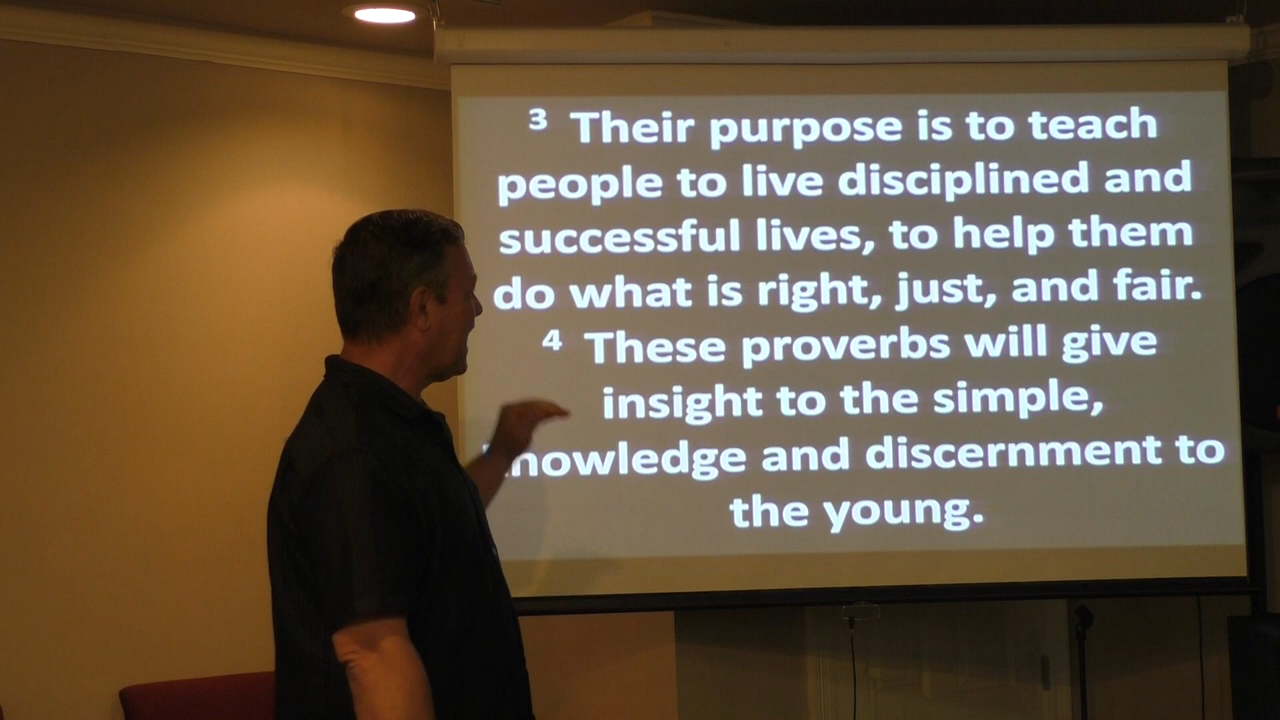 3 Their purpose is to teach
people to live disciplined and
successful lives, to help them
do what is right, just, and fair.
4 These proverbs will give
insight to the simple,
knowledge and discernment to
the young.